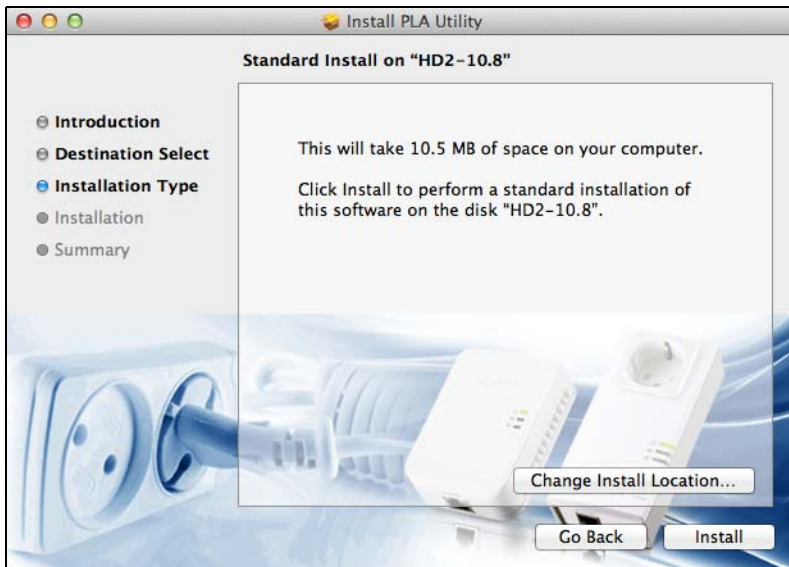 Install PLA Utility
Standard Install on "HD2-10.8"
Introduction
Destination Select
Installation Type
Installation
Summary
This will take 10.5 MB of space on your computer.
Click Install to perform a standard installation of
this software on the disk "HD2-10.8".
Change Install Location...
Go Back
Install